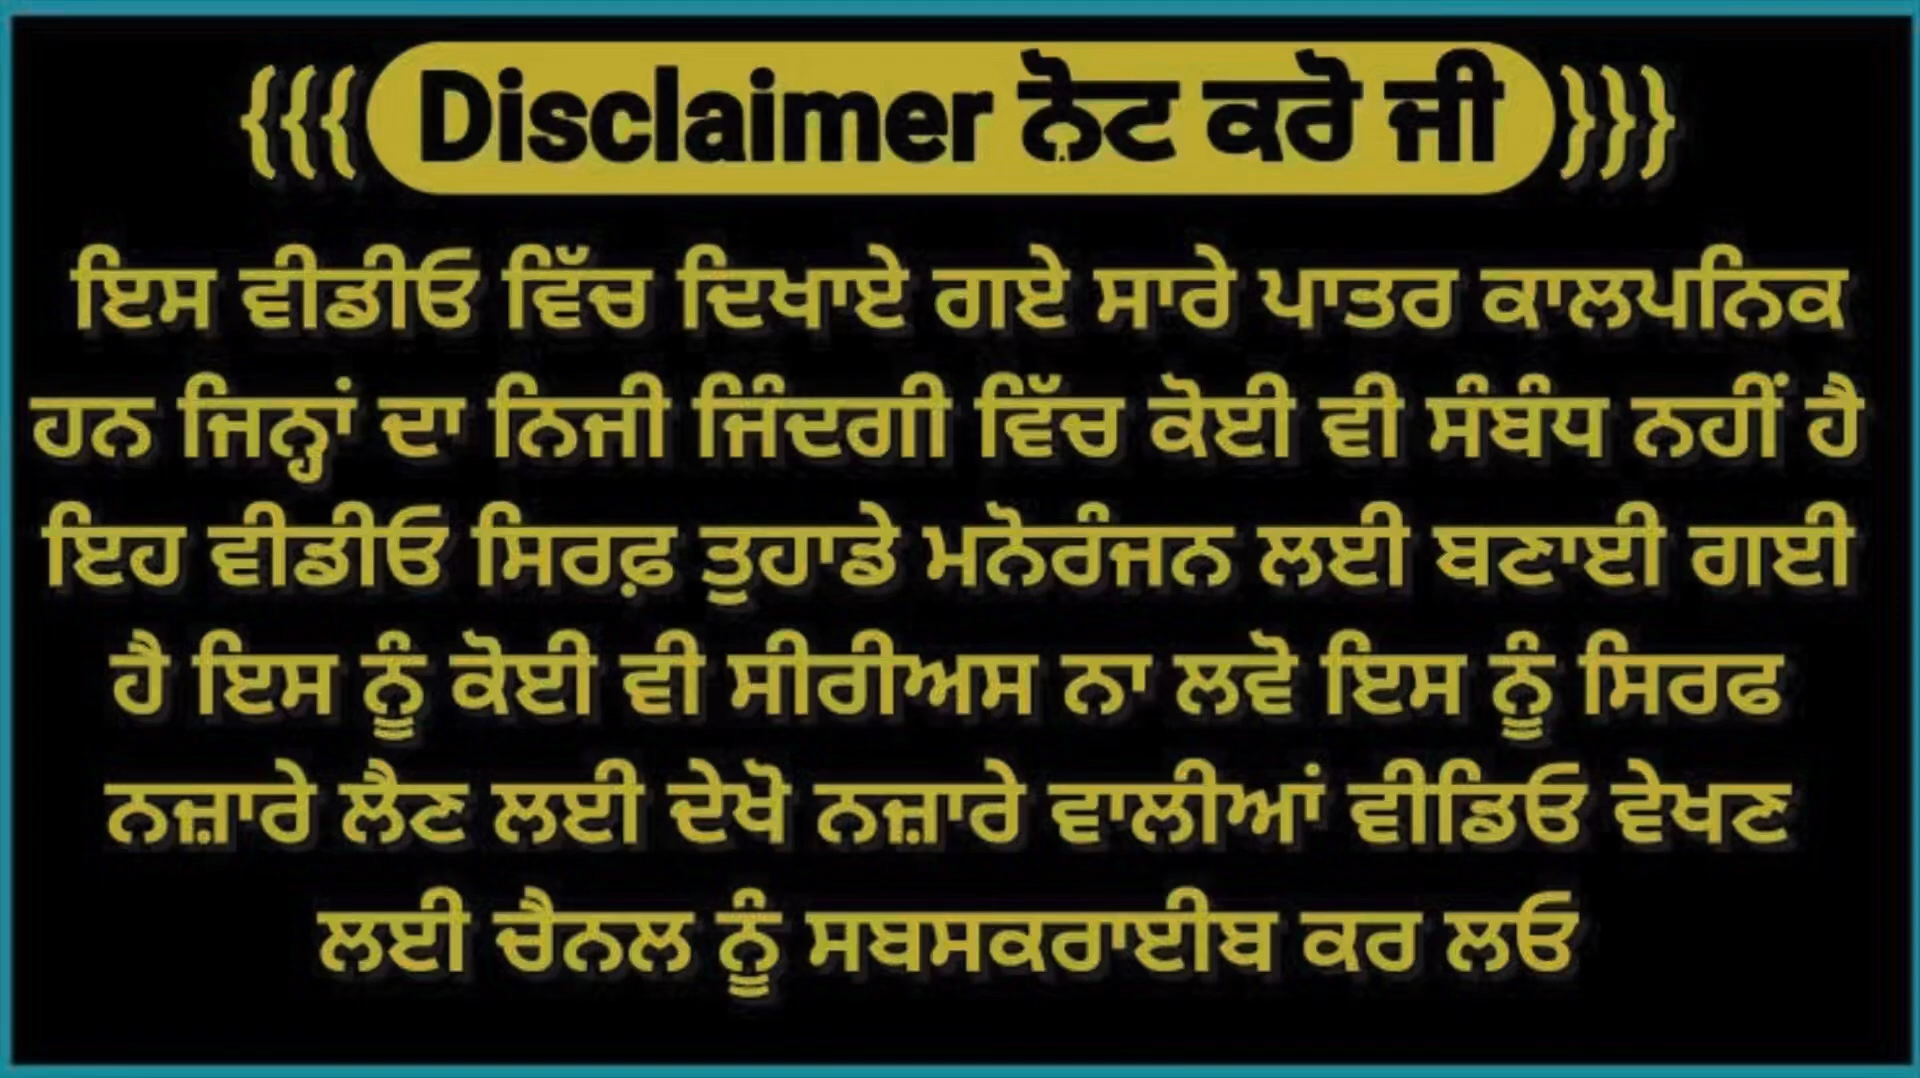 {{{ Disclaimer ਨੋਟ ਕਰੋ ਜੀ }}}
ਇਸ ਵੀਡੀਓ ਵਿੱਚ ਦਿਖਾਏ ਗਏ ਸਾਰੇ ਪਾਤਰ ਕਾਲਪਨਿਕ
ਹਨ ਜਿਨ੍ਹਾਂ ਦਾ ਨਿਜੀ ਜਿੰਦਗੀ ਵਿੱਚ ਕੋਈ ਵੀ ਸੰਬੰਧ ਨਹੀਂ ਹੈ
ਇਹ ਵੀਡੀਓ ਸਿਰਫ਼ ਤੁਹਾਡੇ ਮਨੋਰੰਜਨ ਲਈ ਬਣਾਈ ਗਈ
ਹੈ ਇਸ ਨੂੰ ਕੋਈ ਵੀ ਸੀਰੀਅਸ ਨਾ ਲਵੋ ਇਸ ਨੂੰ ਸਿਰਫ
ਨਜ਼ਾਰੇ ਲੈਣ ਲਈ ਦੇਖੋ ਨਜ਼ਾਰੇ ਵਾਲੀਆਂ ਵੀਡਿਓ ਵੇਖਣ
ਲਈ ਚੈਨਲ ਨੂੰ ਸਬਸਕਰਾਈਬ ਕਰ ਲਓ